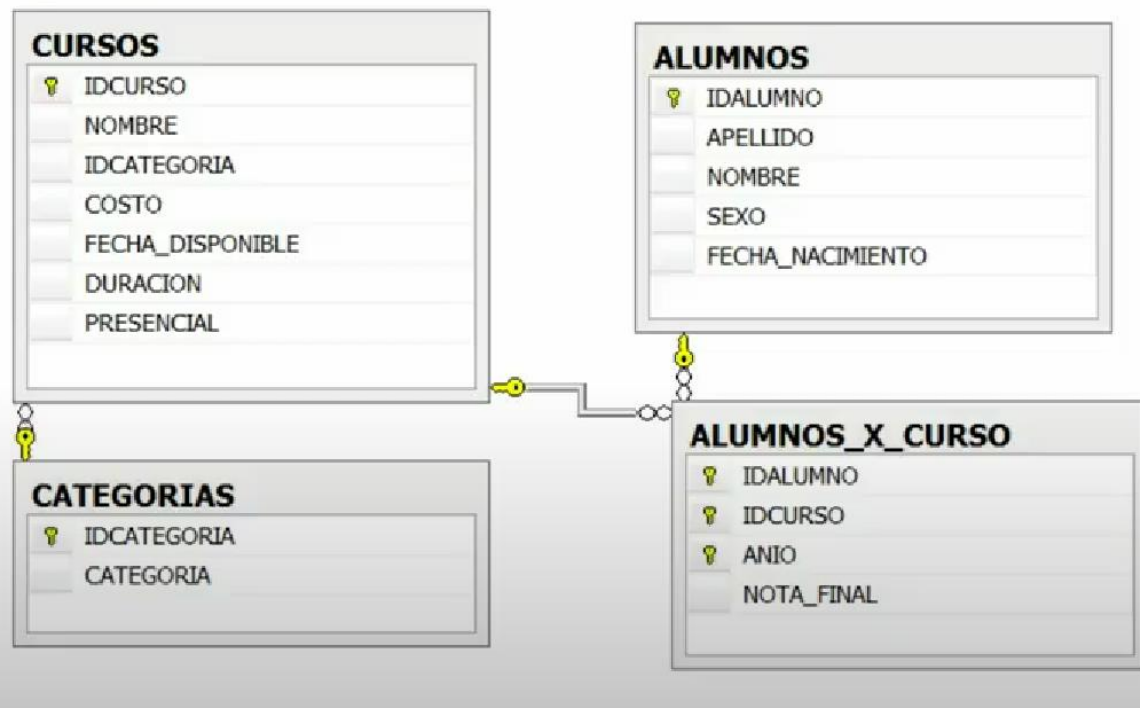 CURSOS
IDCURSO
NOMBRE
IDCATEGORIA
COSTO
FECHA_DISPONIBLE
DURACION
PRESENCIAL
ALUMNOS
IDALUMNO
APELLIDO
NOMBRE
SEXO
FECHA_NACIMIENTO
CATEGORIAS
IDCATEGORIA
CATEGORIA
ALUMNOS_X_CURSO
IDALUMNO
IDCURSO
ANIO
NOTA_FINAL